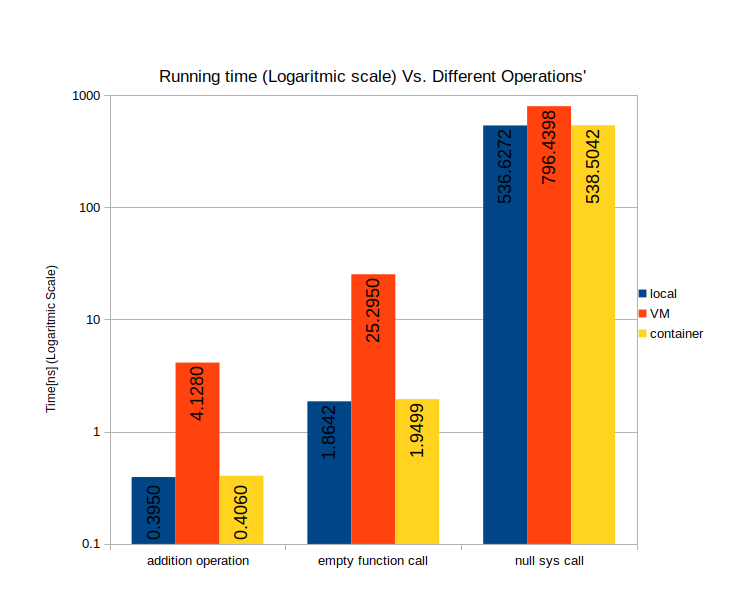 Running time (Logaritmic scale) Vs. Different Operations'
Time[ns] (Logaritmic Scale)
1000
100
10
1
0.1
0.3950
4.1280
0.4060
1.8642
25.2950
1.9499
536.6272
796.4398
538.5042
addition operation
empty function call
null sys call
local
VM
container